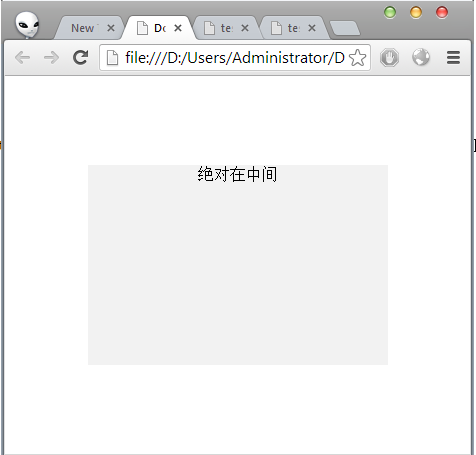 New
Do
te
te
file:///D:/Users/Administrator/D
绝对在中间